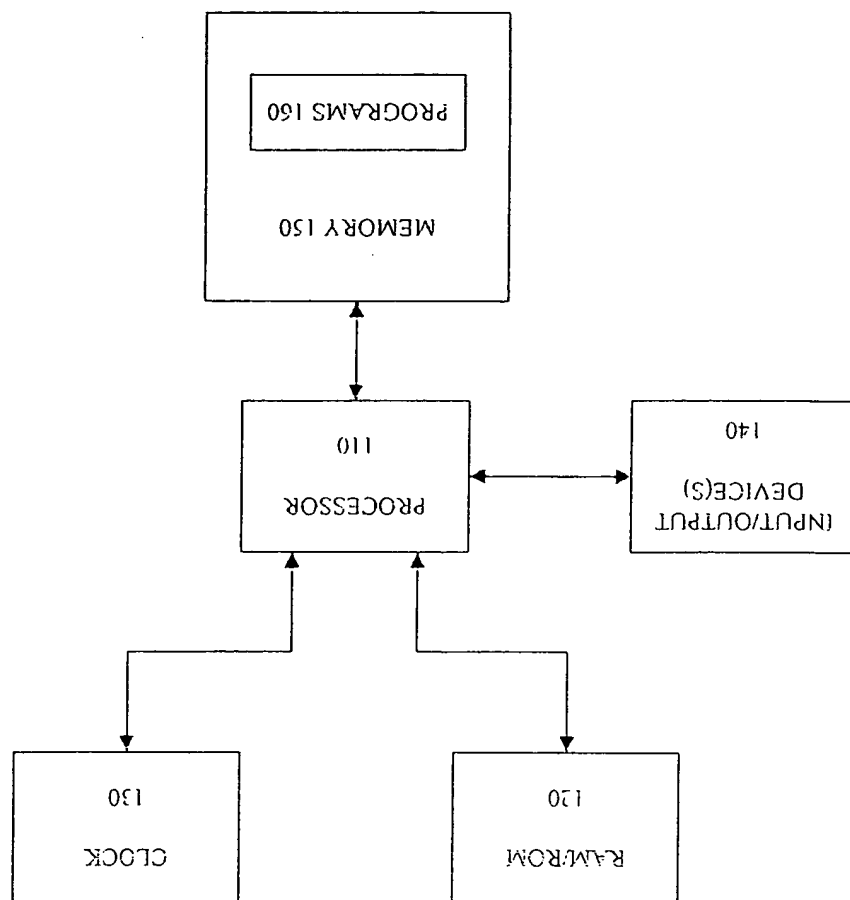 RAM/ROM
120
CLOCK
130
INPUT/OUTPUT
DEVICE(S)
140
PROCESSOR
110
MEMORY 150
PROGRAMS 160